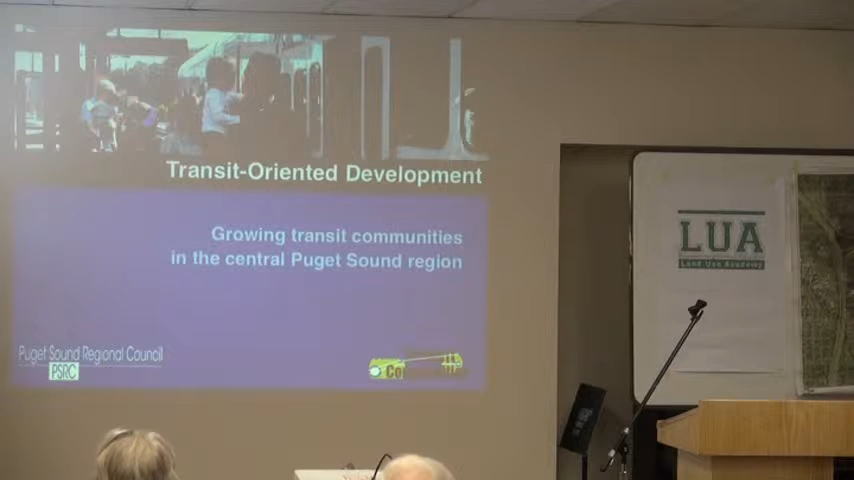 Transit-Oriented Development
Growing transit communities
in the central Puget Sound region
Puget Sound Regional Council
PSRC
LUA
Land Use Academy